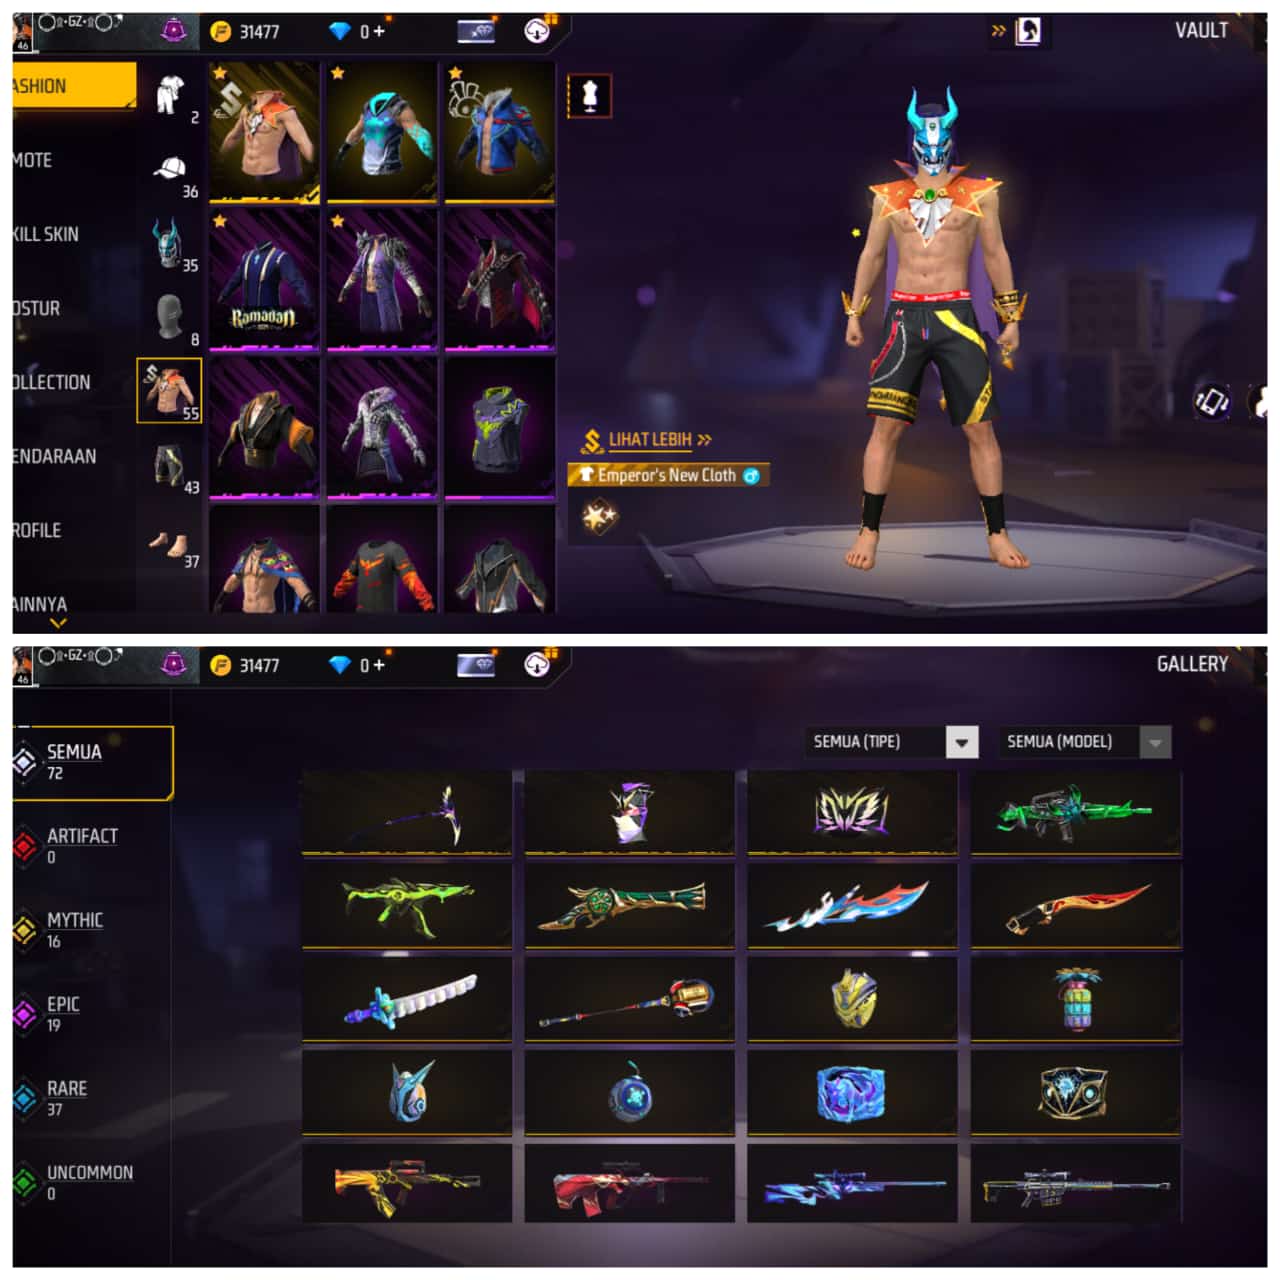 46
GZ
31477
0 +
VAULT
ASHION
MOTE
KILL SKIN
OSTUR
OLLECTION
ENDARAAN
ROFILE
AINNYA
2
36
35
8
55
43
37
Ramadan
LIHAT LEBIH
Emperor's New Cloth
46
GZ
31477
0 +
GALLERY
SEMUA
72
ARTIFACT
0
MYTHIC
16
EPIC
19
RARE
37
UNCOMMON
0
SEMUA (TIPE)
SEMUA (MODEL)